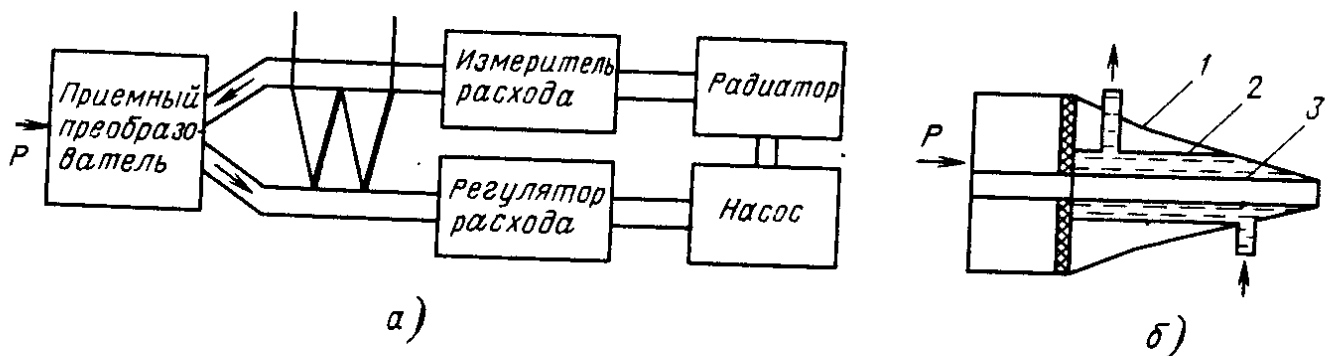 Приемный
преобразо-
ватель
P
Измеритель
расхода
Радиатор
Регулятор
расхода
Насос
а)
P
1
2
3
б)